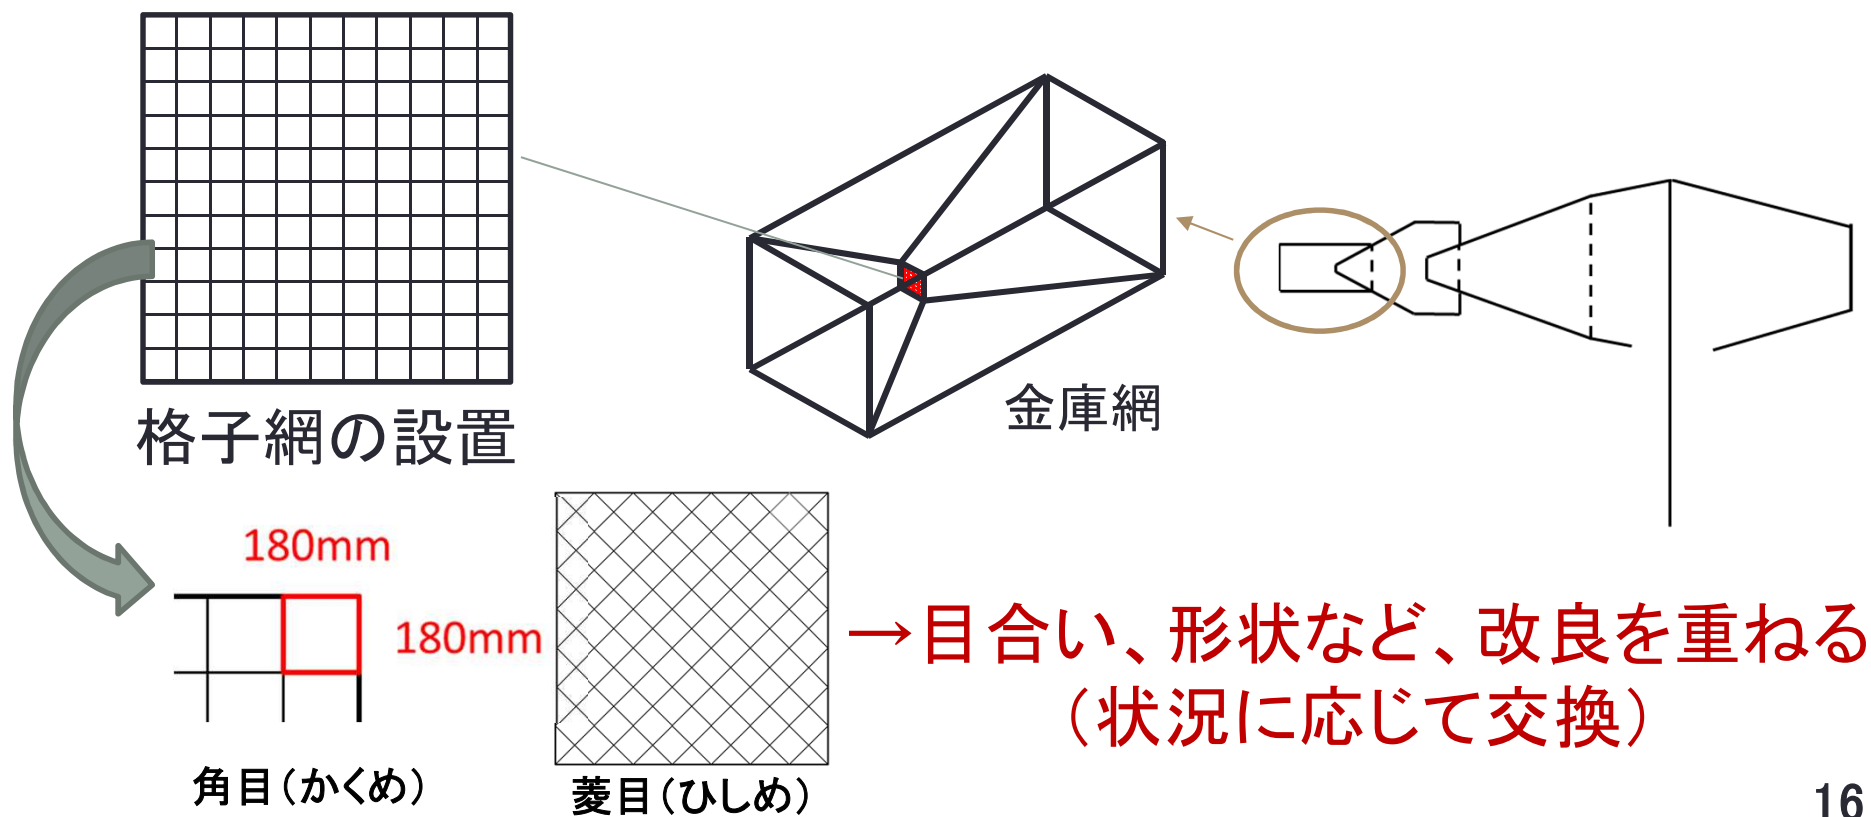 格子網の設置
金庫網
180mm
180mm
→目合い、形状など、改良を重ねる
（状況に応じて交換）
角目（かくめ）
菱目（ひしめ）
16